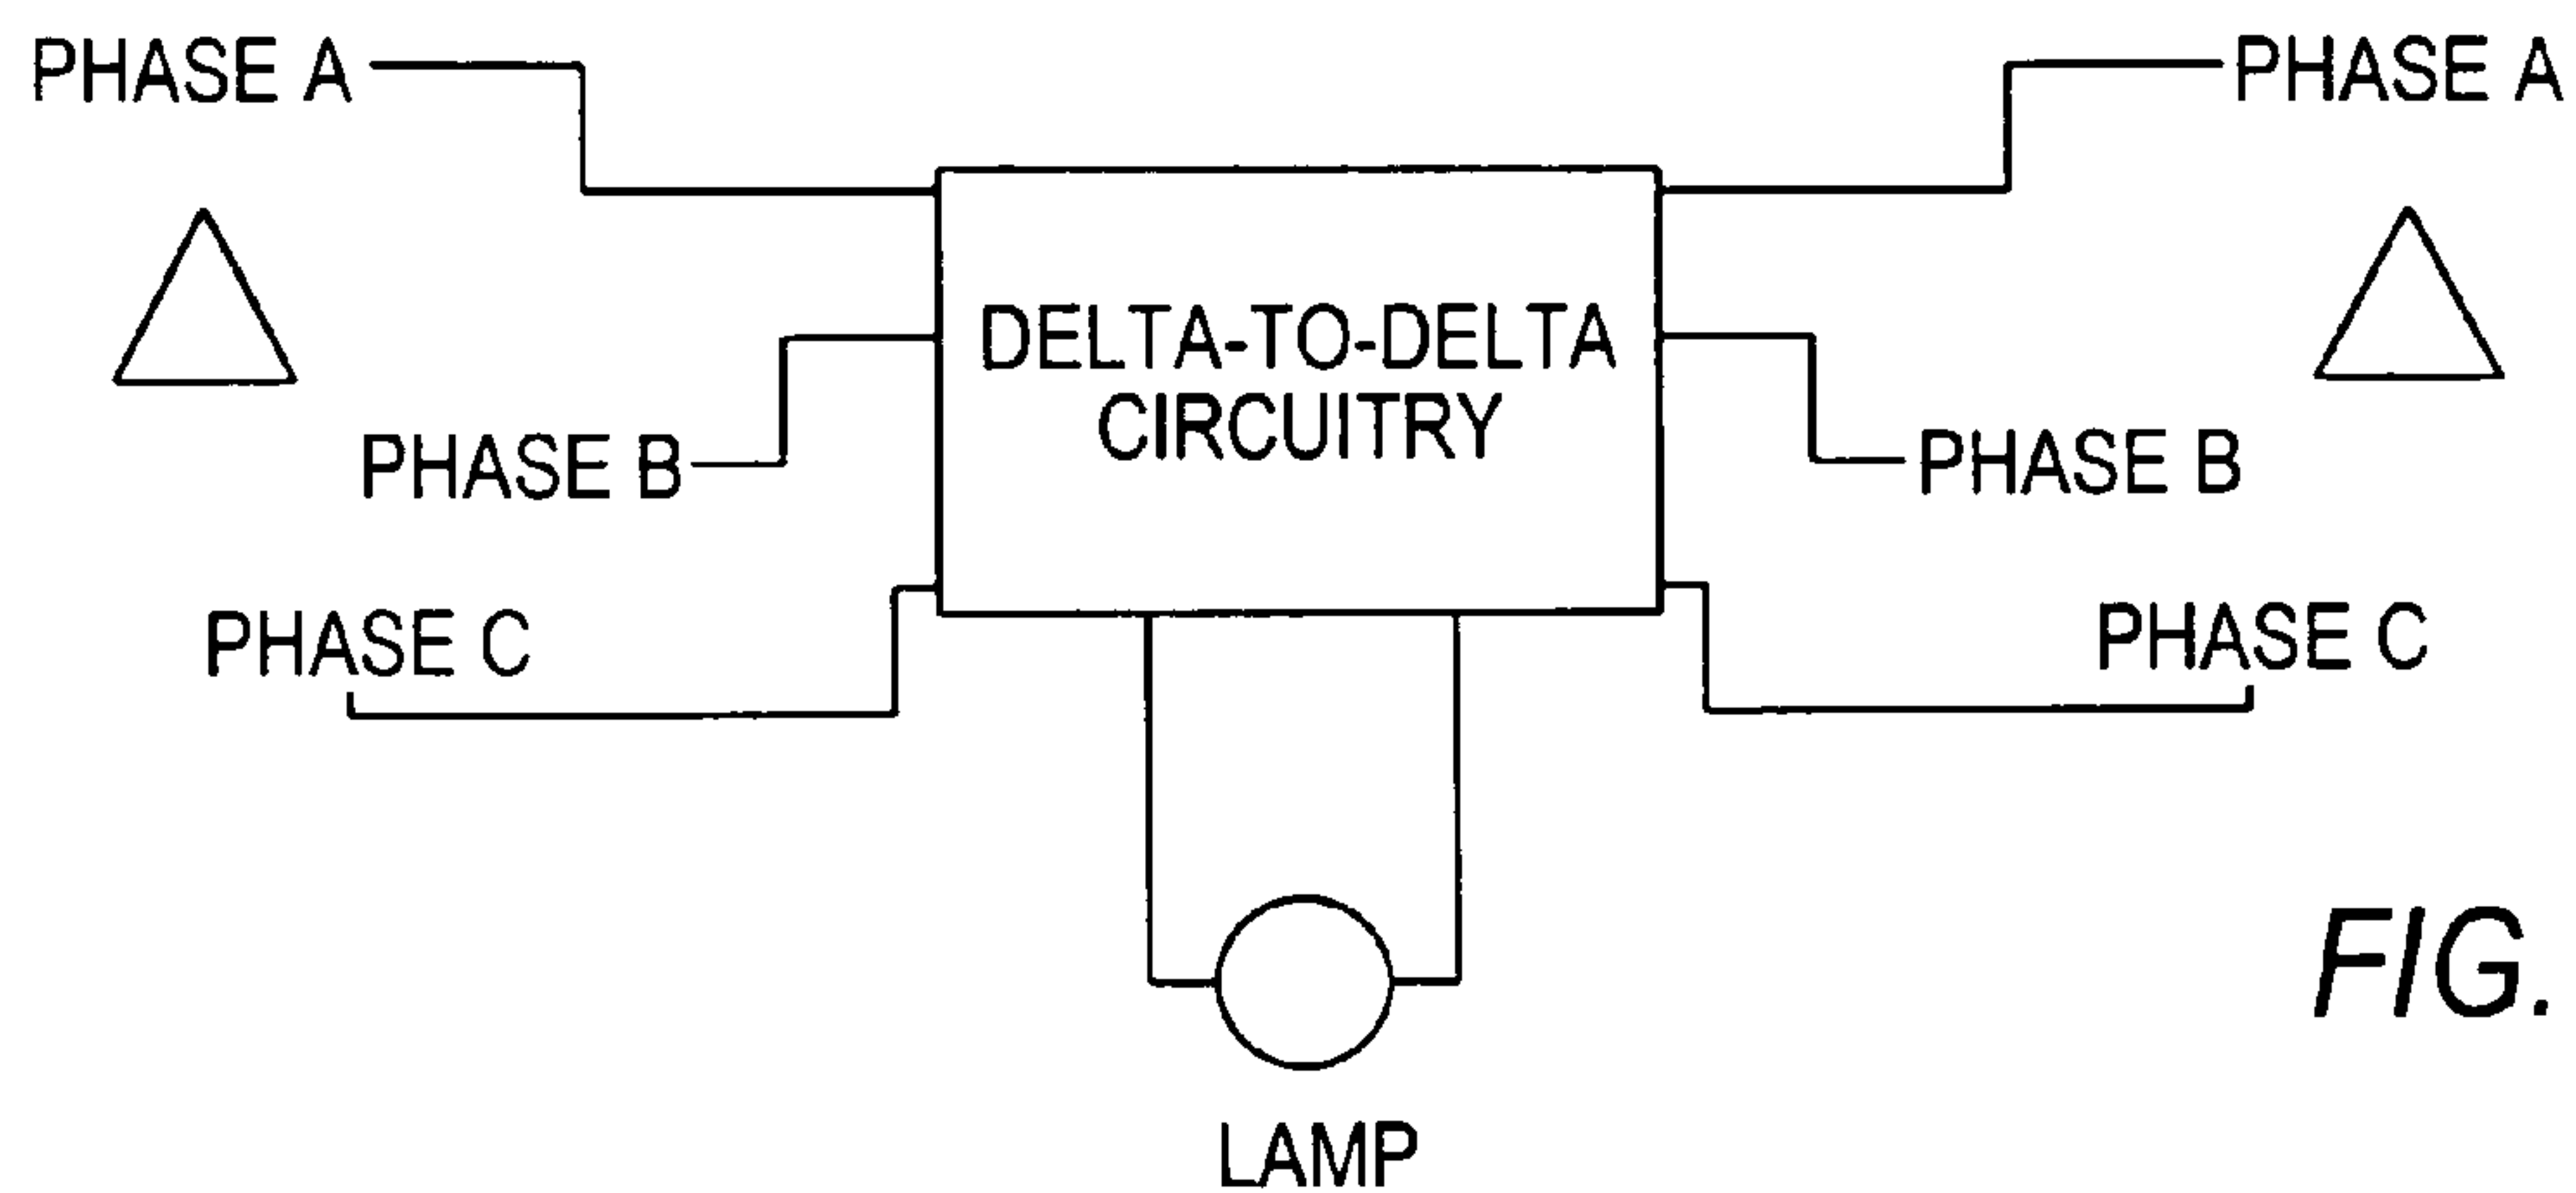 PHASE A
PHASE A
DELTA-TO-DELTA
CIRCUITRY
PHASE B
PHASE B
PHASE C
PHASE C
LAMP
FIG.